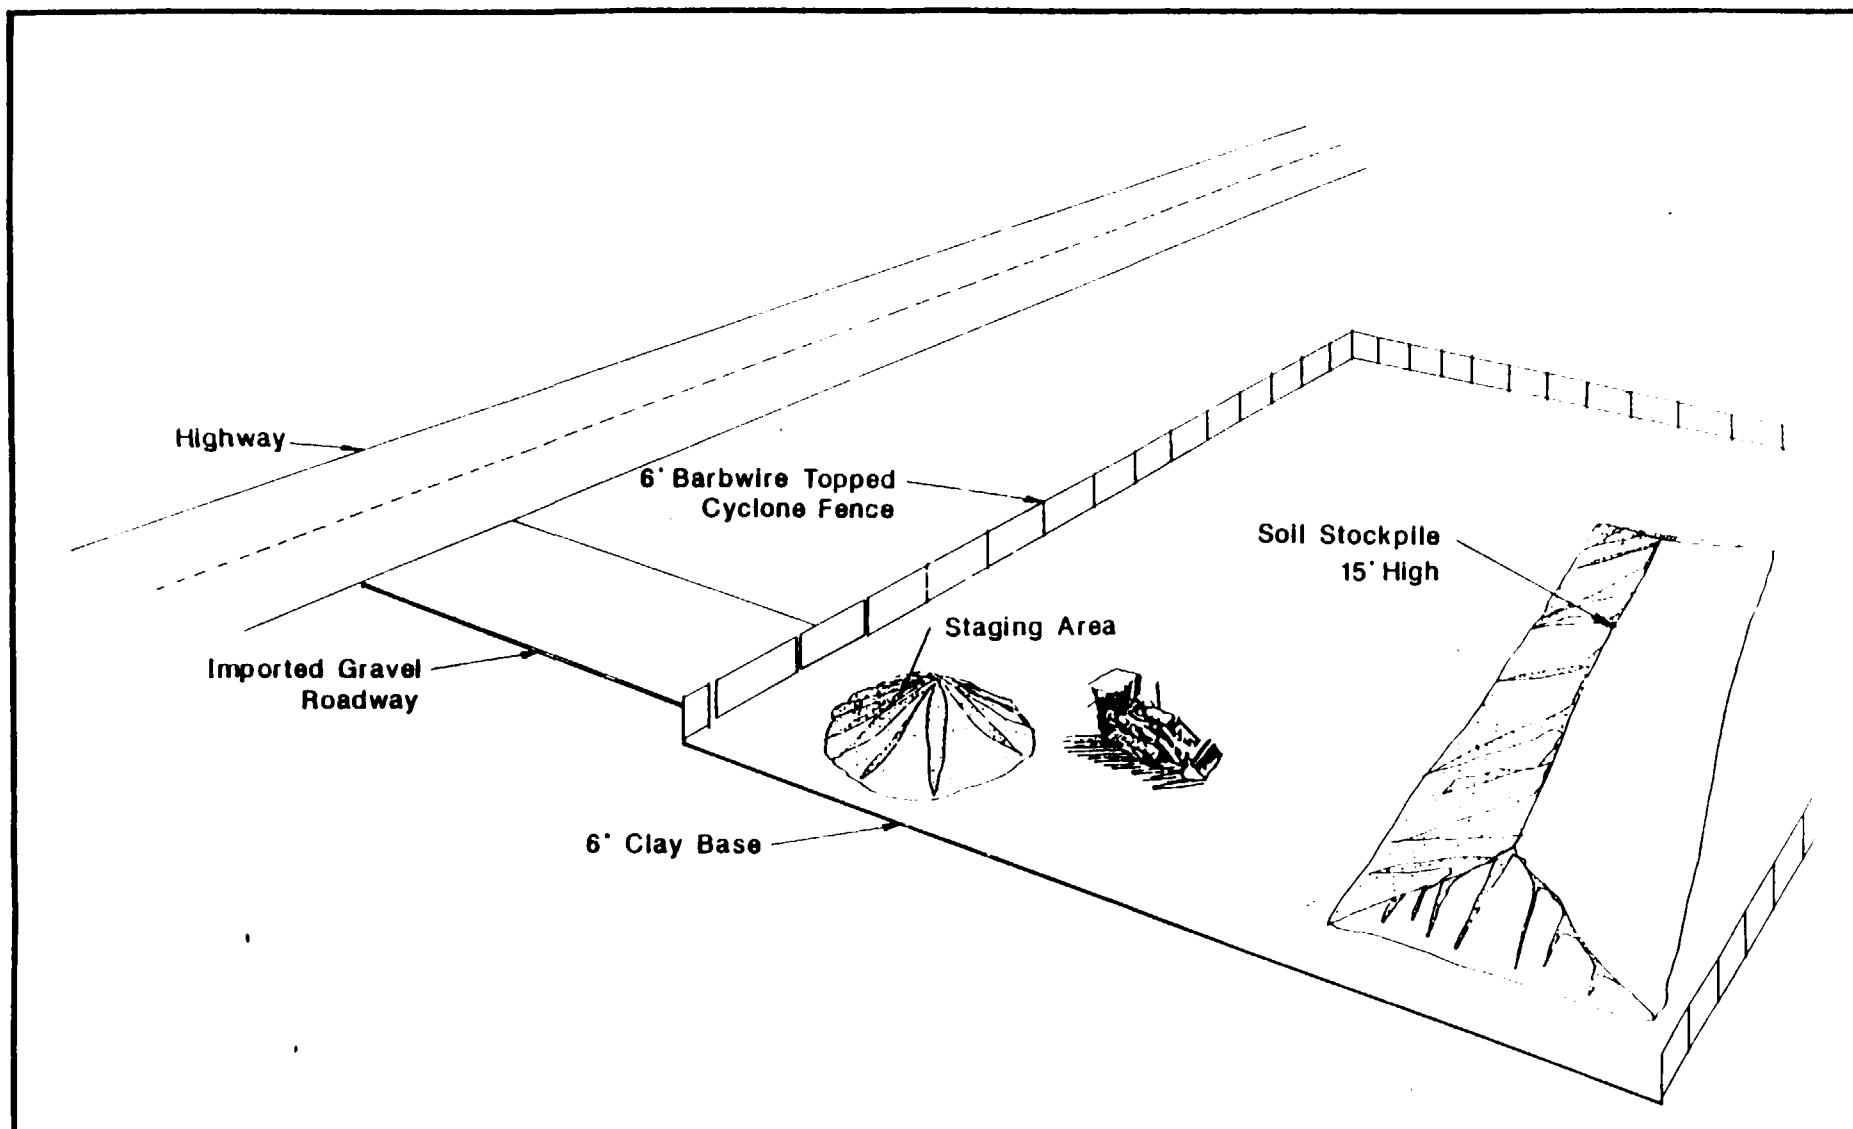 Highway
6' Barbwire Topped
Cyclone Fence
Soil Stockpile
15' High
Staging Area
Imported Gravel
Roadway
6' Clay Base